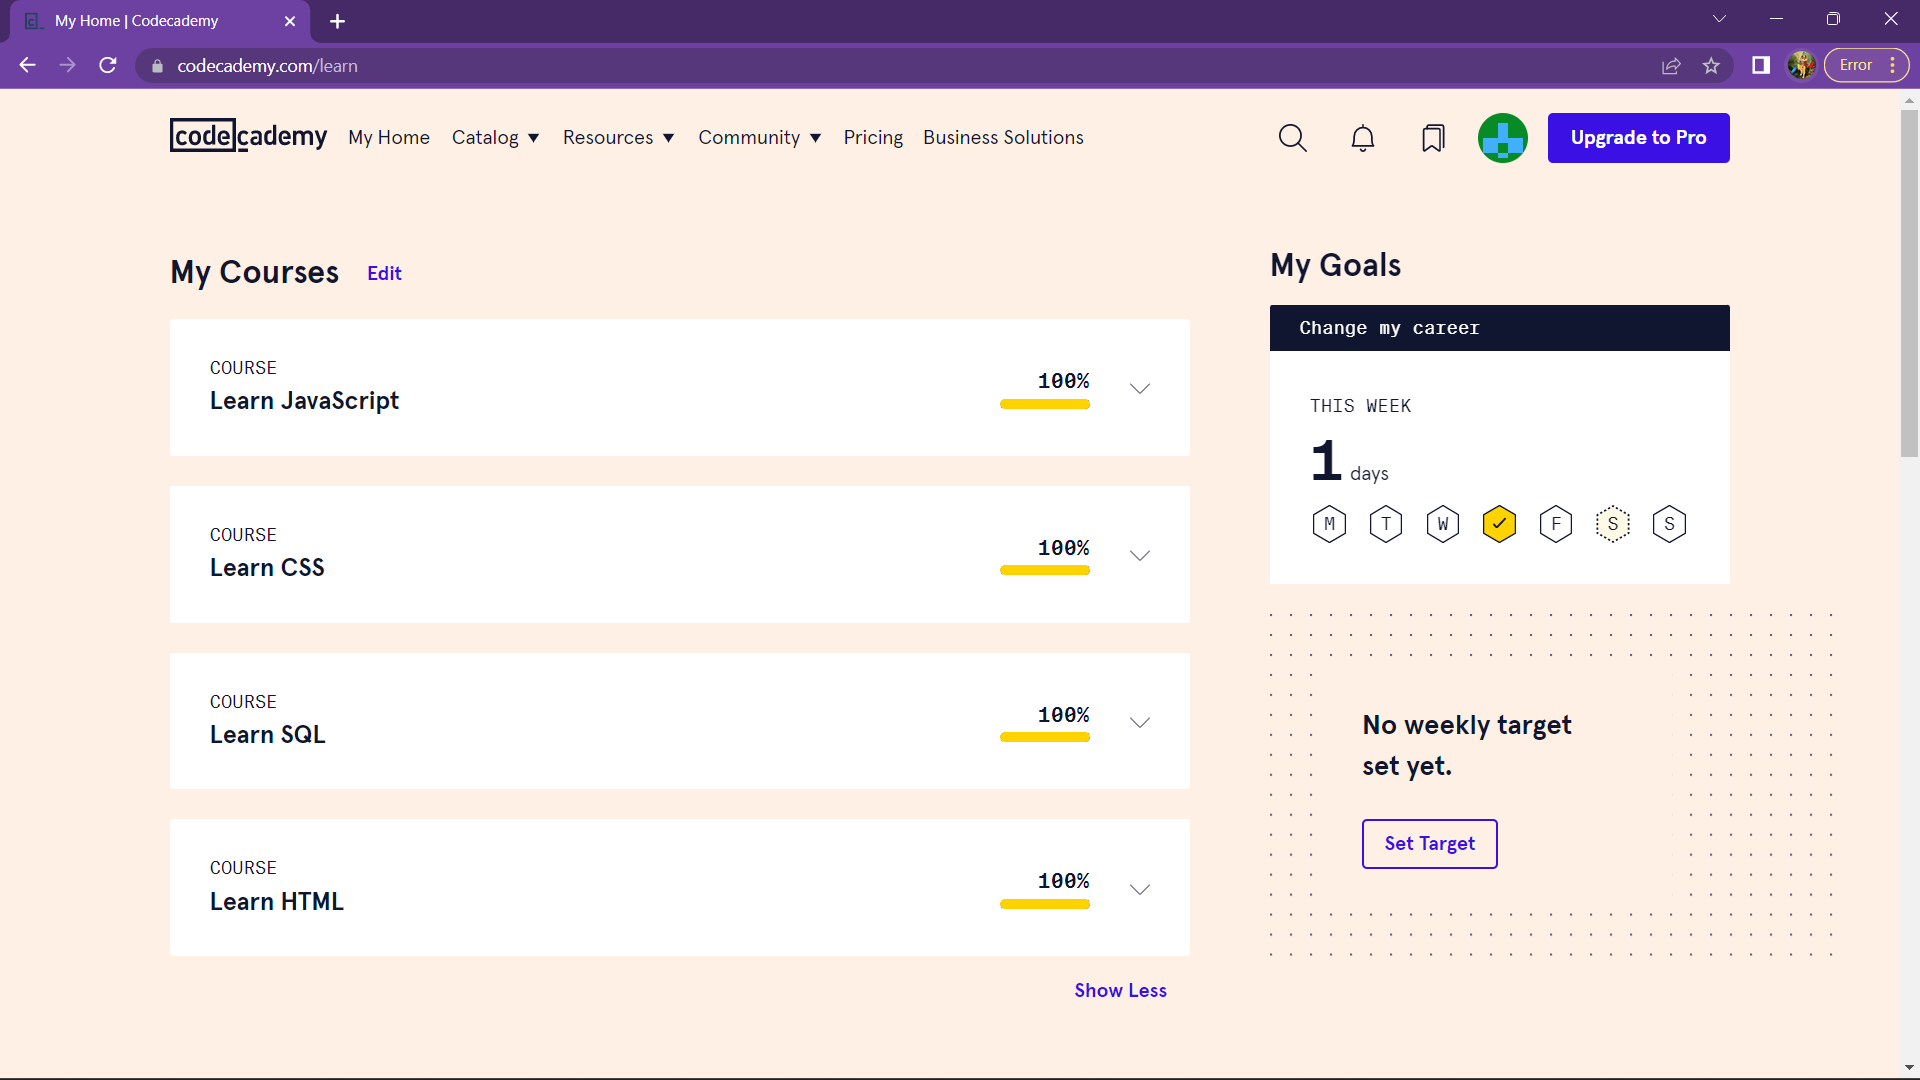 My Home | Codecademy
codecademy.com/learn
Error
codecademy My Home Catalog Resources Community Pricing Business Solutions Upgrade to Pro
My Courses Edit
COURSE
Learn JavaScript
100%
COURSE
Learn CSS
100%
COURSE
Learn SQL
100%
COURSE
Learn HTML
100%
Show Less
My Goals
Change my career
THIS WEEK
1 days
M T W F S S
No weekly target
set yet.
Set Target